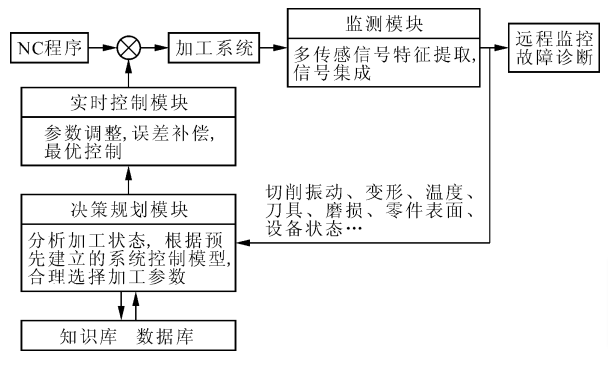 NC程序
加工系统
监测模块
多传感信号特征提取,
信号集成
远程监控
故障诊断
实时控制模块
参数调整,误差补偿,
最优控制
切削振动、变形、温度、
刀具、磨损、零件表面、
设备状态…
决策规划模块
分析加工状态, 根据预
先建立的系统控制模型,
合理选择加工参数
知识库 数据库